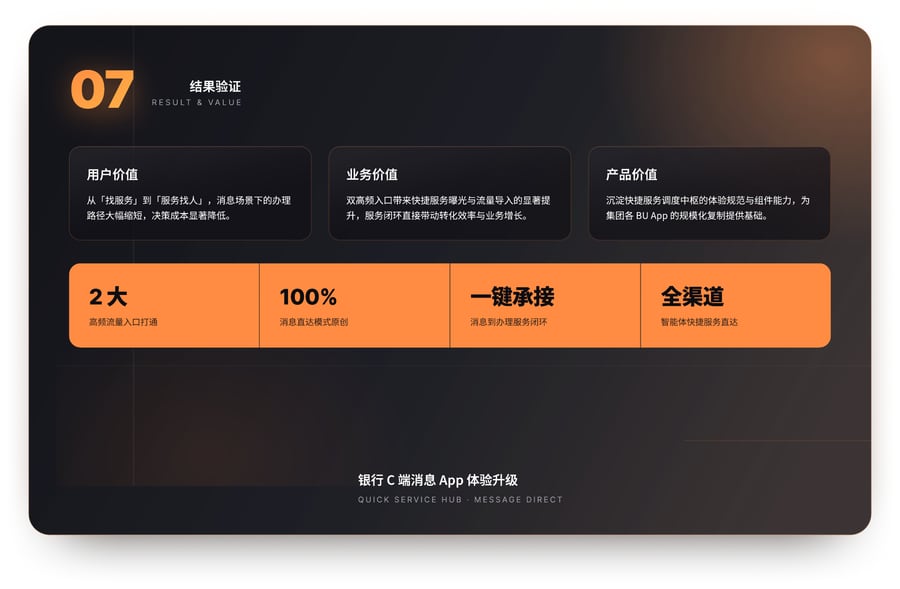 07
结果验证
RESULT & VALUE
用户价值
从「找服务」到「服务找人」，消息场景下的办理
路径大幅缩短，决策成本显著降低。
业务价值
双高频入口带来快捷服务曝光与流量导入的显著提
升，服务闭环直接带动转化效率与业务增长。
产品价值
沉淀快捷服务调度中枢的体验规范与组件能力，为
集团各 BU App 的规模化复制提供基础。
2 大
高频流量入口打通
100%
消息直达模式原创
一键承接
消息到办理服务闭环
全渠道
智能体快捷服务直达
银行 C 端消息 App 体验升级
QUICK SERVICE HUB · MESSAGE DIRECT